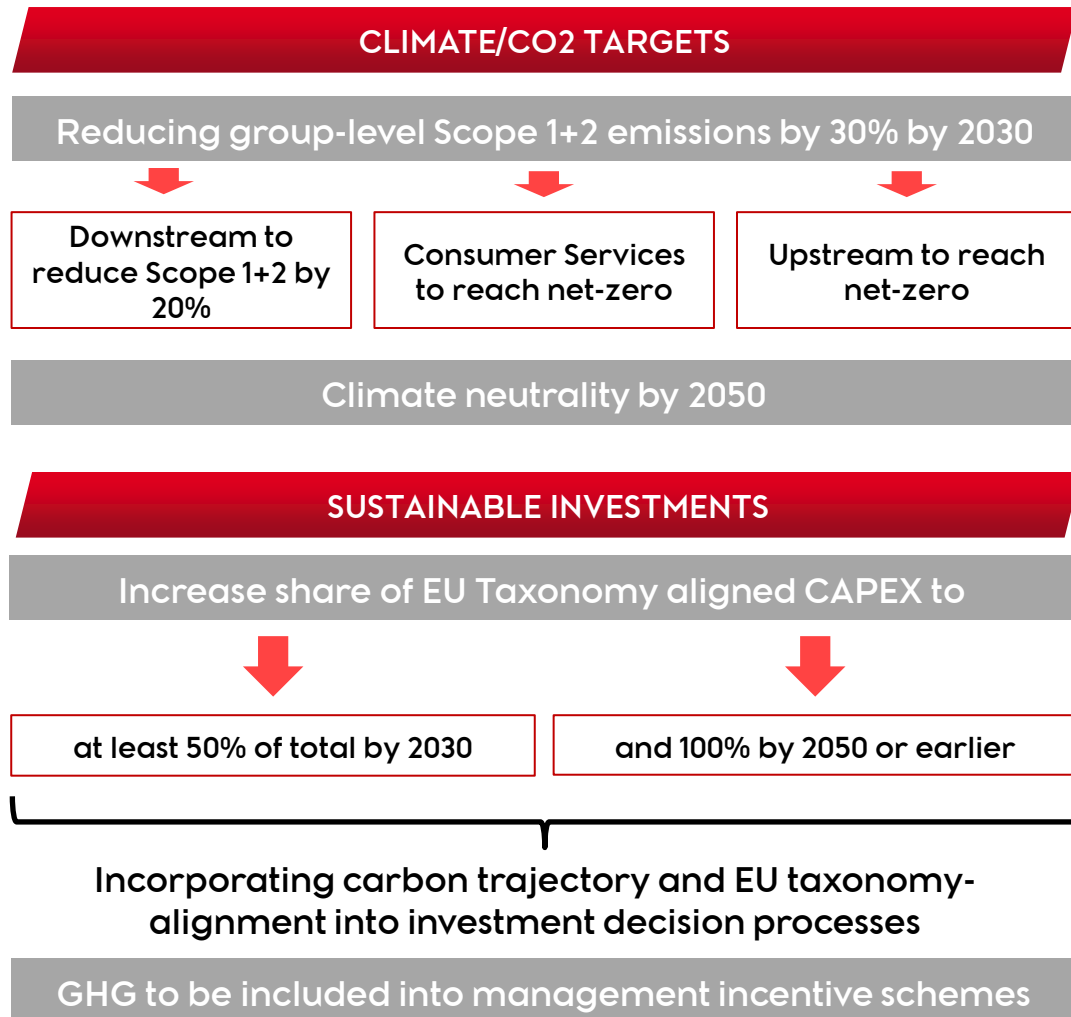 CLIMATE/CO2 TARGETS
Reducing group-level Scope 1+2 emissions by 30% by 2030
Downstream to
reduce Scope 1+2 by
20%
Consumer Services
to reach net-zero
Upstream to reach
net-zero
Climate neutrality by 2050
SUSTAINABLE INVESTMENTS
Increase share of EU Taxonomy aligned CAPEX to
at least 50% of total by 2030
and 100% by 2050 or earlier
Incorporating carbon trajectory and EU taxonomy-
alignment into investment decision processes
GHG to be included into management incentive schemes